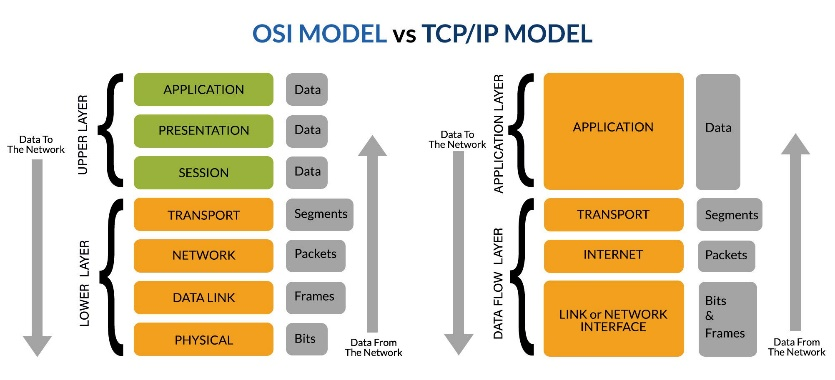 OSI MODEL vs TCP/IP MODEL
Data To
The Network
UPPER LAYER
APPLICATION
Data
PRESENTATION
Data
SESSION
Data
LOWER LAYER
TRANSPORT
Segments
NETWORK
Packets
DATA LINK
Frames
PHYSICAL
Bits
Data From
The Network
Data To
The Network
APPLICATION LAYER
APPLICATION
Data
DATA FLOW LAYER
TRANSPORT
Segments
INTERNET
Packets
LINK or NETWORK
INTERFACE
Bits
&
Frames
Data From
The Network